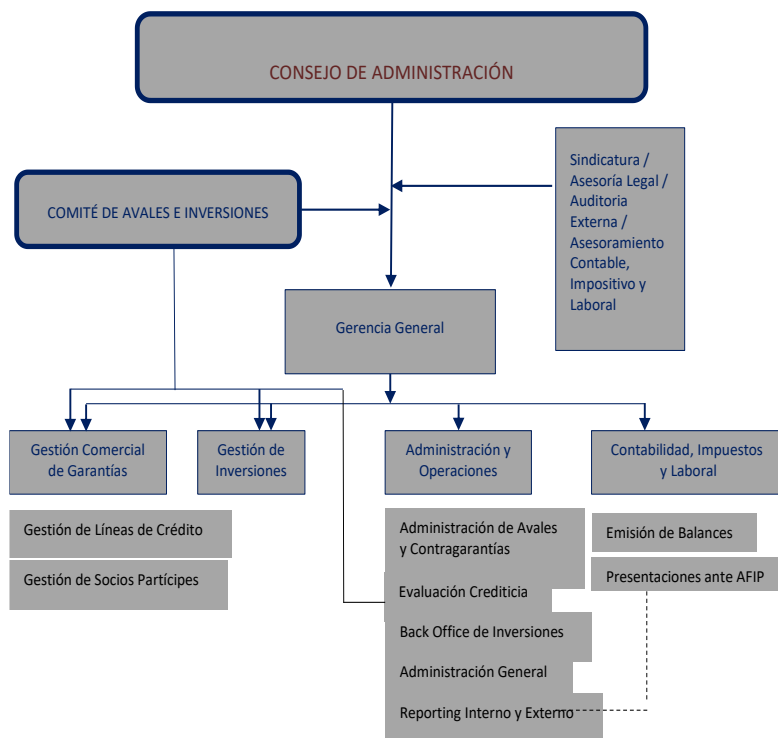 CONSEJO DE ADMINISTRACIÓN
Sindicatura /
Asesoría Legal /
Auditoria
Externa /
Asesoramiento
Contable,
Impositivo y
Laboral
COMITÉ DE AVALES E INVERSIONES
Gerencia General
Gestión Comercial
de Garantías
Gestión de
Inversiones
Administración y
Operaciones
Contabilidad, Impuestos
y Laboral
Gestión de Líneas de Crédito
Gestión de Socios Partícipes
Administración de Avales
y Contragarantías
Evaluación Crediticia
Back Office de Inversiones
Administración General
Reporting Interno y Externo
Emisión de Balances
Presentaciones ante AFIP